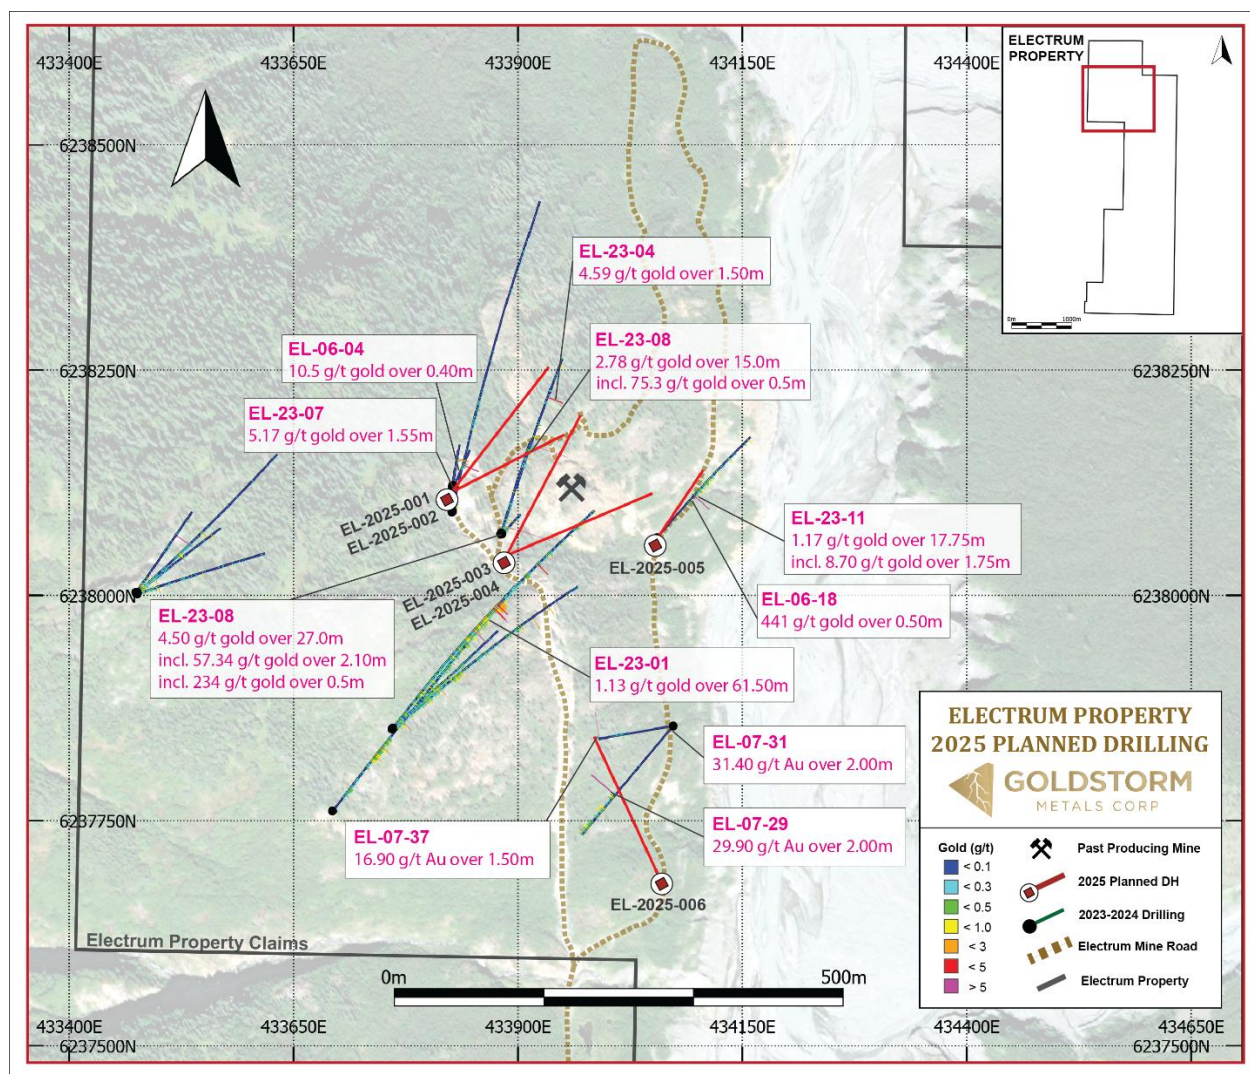 433400E
433650E
433900E
434150E
434400E
ELECTRUM
PROPERTY
0m
1000m
6238500N
EL-23-04
4.59 g/t gold over 1.50m
EL-23-08
2.78 g/t gold over 15.0m
incl. 75.3 g/t gold over 0.5m
EL-06-04
10.5 g/t gold over 0.40m
6238250N
6238250N
EL-23-07
5.17 g/t gold over 1.55m
EL-2025-001
EL-2025-002
EL-23-11
1.17 g/t gold over 17.75m
incl. 8.70 g/t gold over 1.75m
EL-2025-005
EL-2025-003
EL-2025-004
EL-06-18
441 g/t gold over 0.50m
6238000N
6238000N
EL-23-08
4.50 g/t gold over 27.0m
incl. 57.34 g/t gold over 2.10m
incl. 234 g/t gold over 0.5m
EL-23-01
1.13 g/t gold over 61.50m
EL-07-31
31.40 g/t Au over 2.00m
EL-07-29
29.90 g/t Au over 2.00m
6237750N
EL-07-37
16.90 g/t Au over 1.50m
EL-2025-006
ELECTRUM PROPERTY
2025 PLANNED DRILLING
GOLDSTORM
METALS CORP
Gold (g/t)
< 0.1
< 0.3
< 0.5
< 1.0
< 3
< 5
> 5
Past Producing Mine
2025 Planned DH
2023-2024 Drilling
Electrum Mine Road
Electrum Property
Electrum Property Claims
0m
500m
433400E
433650E
433900E
434150E
434400E
434650E
6237500N
6237500N